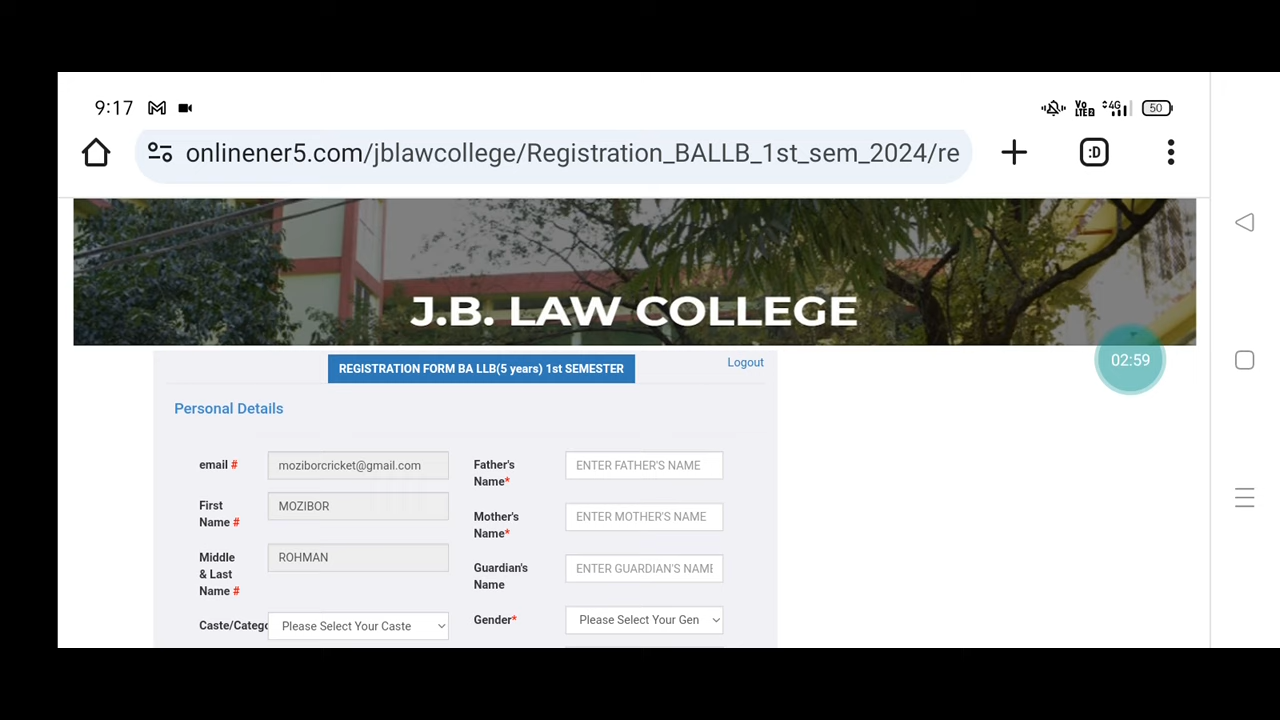 9:17
Vo
LTE2
4G
50
onlinener5.com/jblawcollege/Registration_BALLB_1st_sem_2024/re
:D
J.B. LAW COLLEGE
REGISTRATION FORM BA LLB(5 years) 1st SEMESTER
Logout
02:59
Personal Details
email # moziborcricket@gmail.com
Father's Name* ENTER FATHER'S NAME
First Name # MOZIBOR
Mother's Name* ENTER MOTHER'S NAME
Middle & Last Name # ROHMAN
Guardian's Name ENTER GUARDIAN'S NAME
Caste/Catego Please Select Your Caste
Gender* Please Select Your Gen